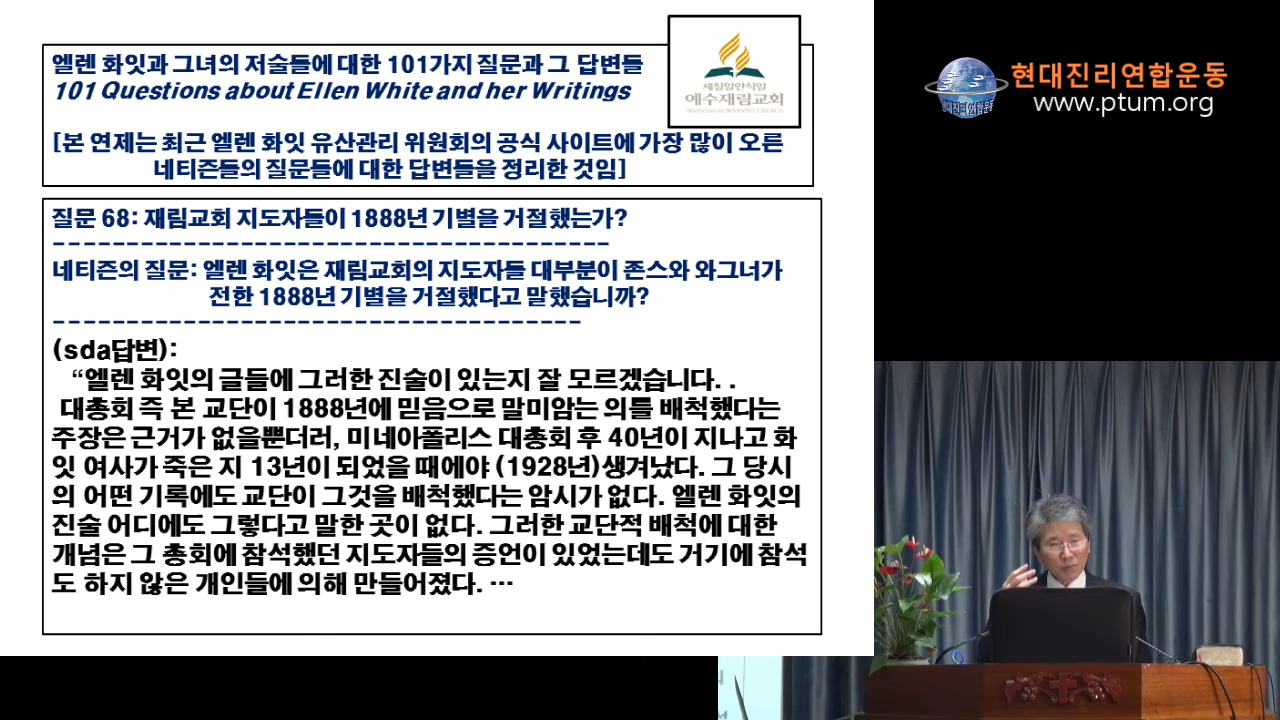 엘렌 화잇과 그녀의 저술들에 대한 101가지 질문과 그 답변들
101 Questions about Ellen White and her Writings
[본 연제는 최근 엘렌 화잇 유산관리 위원회의 공식 사이트에 가장 많이 오른
네티즌들의 질문들에 대한 답변들을 정리한 것임]
제칠일안식일
예수재림교회
SEVENTH-DAY ADVENTIST CHURCH
현대진리연합운동
www.ptum.org
현대진리연합운동
질문 68: 재림교회 지도자들이 1888년 기별을 거절했는가?
네티즌의 질문: 엘렌 화잇은 재림교회의 지도자들 대부분이 존스와 와그너가
전한 1888년 기별을 거절했다고 말했습니까?
(sda답변):
“엘렌 화잇의 글들에 그러한 진술이 있는지 잘 모르겠습니다. .
대총회 즉 본 교단이 1888년에 믿음으로 말미암는 의를 배척했다는
주장은 근거가 없을뿐더러, 미네아폴리스 대총회 후 40년이 지나고 화
잇 여사가 죽은 지 13년이 되었을 때에야 (1928년)생겨났다. 그 당시
의 어떤 기록에도 교단이 그것을 배척했다는 암시가 없다. 엘렌 화잇의
진술 어디에도 그렇다고 말한 곳이 없다. 그러한 교단적 배척에 대한
개념은 그 총회에 참석했던 지도자들의 증언이 있었는데도 거기에 참석
도 하지 않은 개인들에 의해 만들어졌다. …